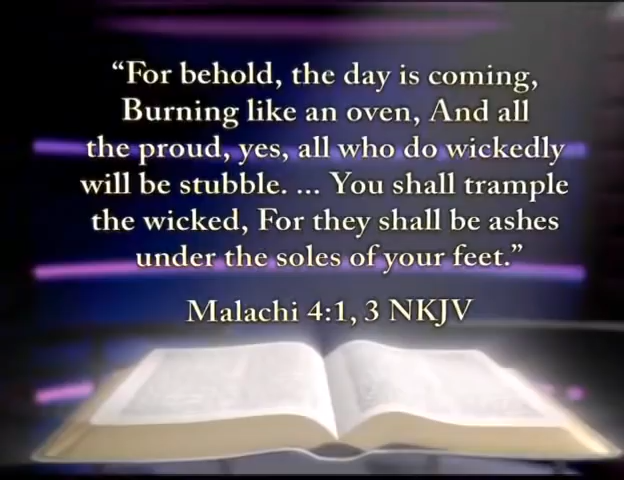 “For behold, the day is coming,
Burning like an oven, And all
the proud, yes, all who do wickedly
will be stubble. ... You shall trample
the wicked, For they shall be ashes
under the soles of your feet.”
Malachi 4:1, 3 NKJV